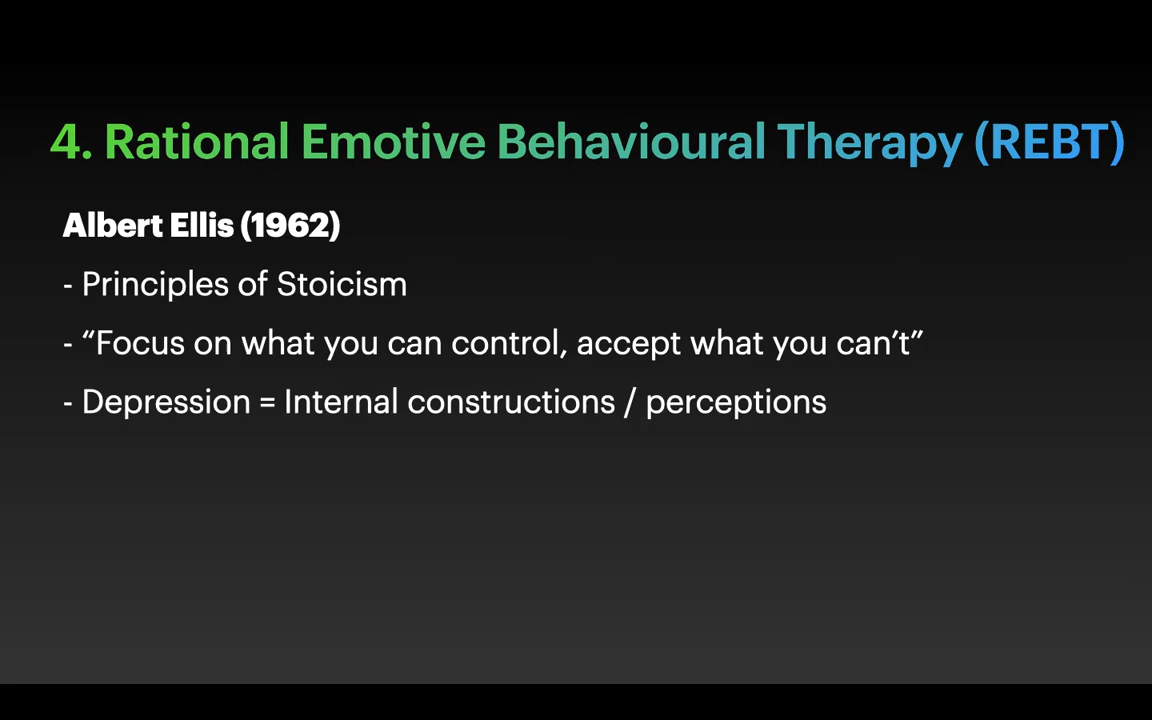 4. Rational Emotive Behavioural Therapy (REBT)
Albert Ellis (1962)
- Principles of Stoicism
- “Focus on what you can control, accept what you can’t”
- Depression = Internal constructions / perceptions